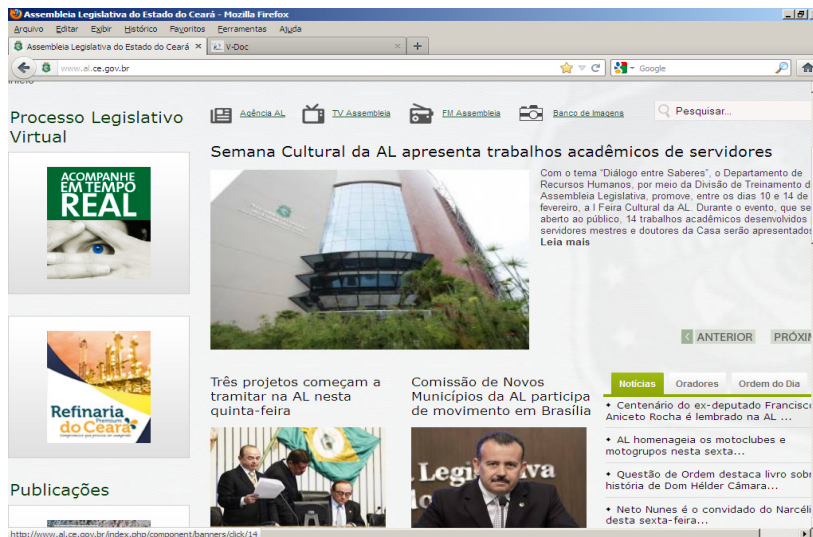 Assembleia Legislativa do Estado do Ceará - Mozilla Firefox
Arquivo Editar Exibir Histórico Favoritos Ferramentas Ajuda
Assembleia Legislativa do Estado do Ceará × V-Doc × +
www.al.ce.gov.br Google
Processo Legislativo
Virtual
ACOMPANHE
EM TEMPO
REAL
Refinaria
Premium
do Ceará
Publicações
Agência AL TV Assembleia FM Assembleia Banco de Imagens Pesquisar...
Semana Cultural da AL apresenta trabalhos acadêmicos de servidores
Com o tema "Diálogo entre Saberes", o Departamento de
Recursos Humanos, por meio da Divisão de Treinamento d
Assembleia Legislativa, promove, entre os dias 10 e 14 de
fevereiro, a I Feira Cultural da AL. Durante o evento, que se
aberto ao público, 14 trabalhos acadêmicos desenvolvidos
servidores mestres e doutores da Casa serão apresentados
Leia mais
ANTERIOR PRÓXIM
Três projetos começam a
tramitar na AL nesta
quinta-feira
Comissão de Novos
Municípios da AL participa
de movimento em Brasília
Legi va
Notícias Oradores Ordem do Dia
Centenário do ex-deputado Francisco
Aniceto Rocha é lembrado na AL ...
AL homenageia os motoclubes e
motogrupos nesta sexta...
Questão de Ordem destaca livro sobr
história de Dom Hélder Câmara...
Neto Nunes é o convidado do Narcéli
desta sexta-feira...
http://www.al.ce.gov.br/index.php/component/banners/click/14